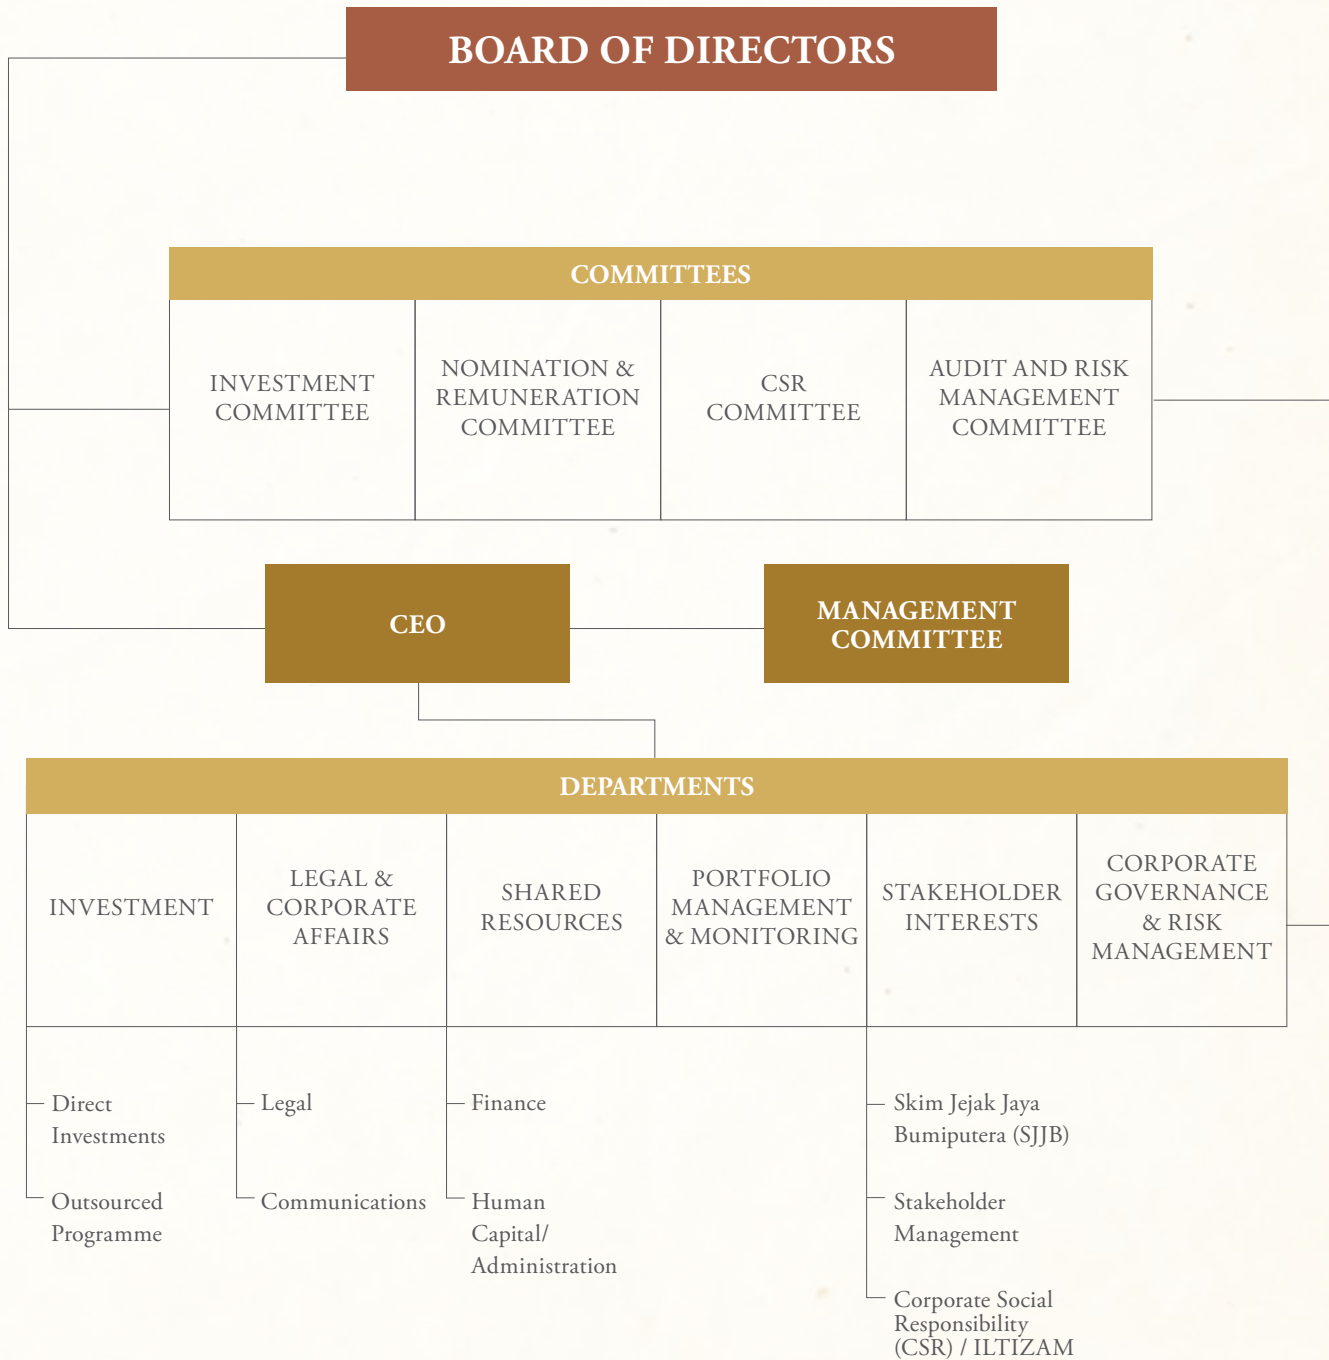 BOARD OF DIRECTORS
COMMITTEES
INVESTMENT
COMMITTEE
NOMINATION &
REMUNERATION
COMMITTEE
CSR
COMMITTEE
AUDIT AND RISK
MANAGEMENT
COMMITTEE
CEO
MANAGEMENT
COMMITTEE
DEPARTMENTS
INVESTMENT
LEGAL &
CORPORATE
AFFAIRS
SHARED
RESOURCES
PORTFOLIO
MANAGEMENT
& MONITORING
STAKEHOLDER
INTERESTS
CORPORATE
GOVERNANCE
& RISK
MANAGEMENT
Direct
Investments
Outsourced
Programme
Legal
Communications
Finance
Human
Capital/
Administration
Skim Jejak Jaya
Bumiputera (SJJB)
Stakeholder
Management
Corporate Social
Responsibility
(CSR) / ILTIZAM